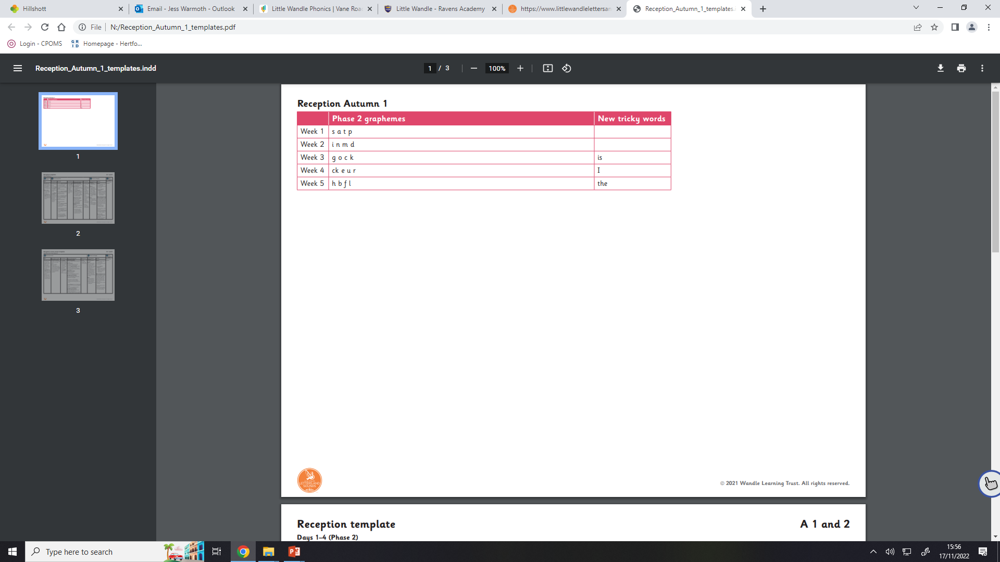 Hillshott
Email - Jess Warmoth - Outlook
Little Wandle Phonics | Vane Roa
Little Wandle - Ravens Academy
https://www.littlewandlelettersan
Reception_Autumn_1_templates.
File
N:/Reception_Autumn_1_templates.pdf
Login - CPOMS
GRID
Homepage - Hertfo...
Reception_Autumn_1_templates.indd
1 / 3
100%
1
2
3
Reception Autumn 1
Phase 2 graphemes New tricky words
Week 1 s a t p
Week 2 i n m d
Week 3 g o c k is
Week 4 ck e u r I
Week 5 h b f l the
LETTERS AND
SOUNDS
© 2021 Wandle Learning Trust. All rights reserved.
Reception template A 1 and 2
Days 1–4 (Phase 2)
Type here to search
15:56
17/11/2022